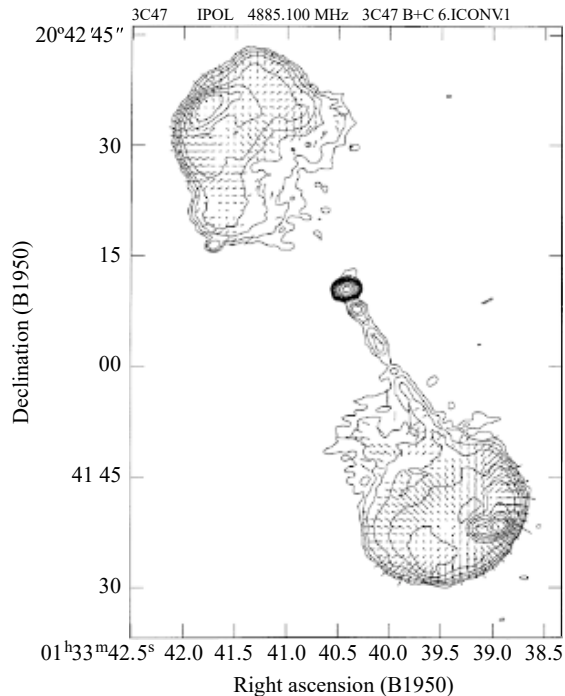 3C47 IPOL 4885.100 MHz 3C47 B+C 6.ICONV.1
20°42′45″
30
15
00
41 45
30
Declination (B1950)
01ʰ33ᵐ42.5ˢ 42.0 41.5 41.0 40.5 40.0 39.5 39.0 38.5
Right ascension (B1950)